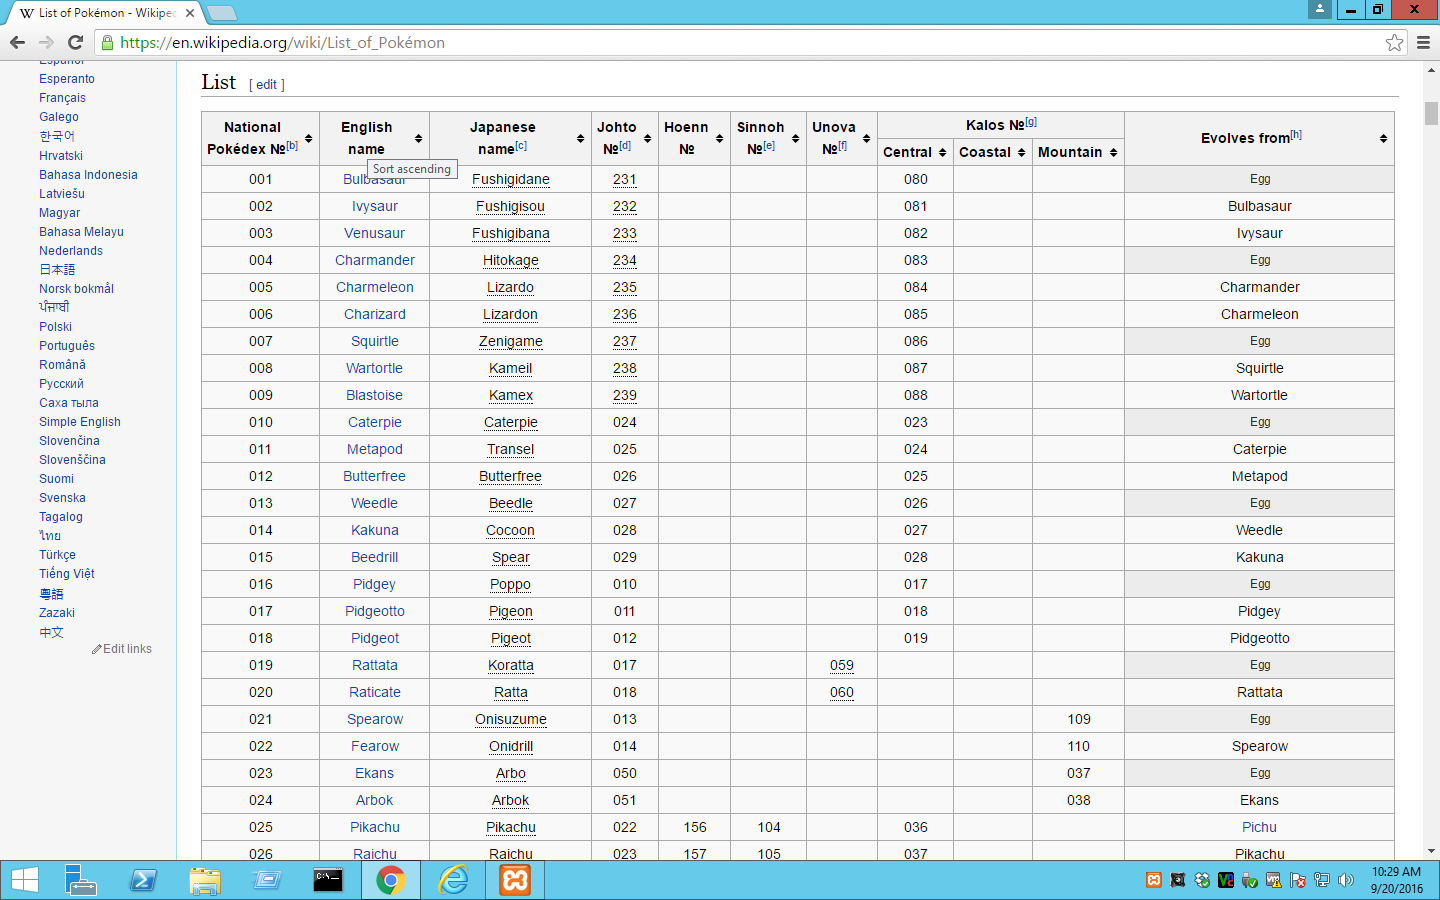 List of Pokémon - Wikiped
https://en.wikipedia.org/wiki/List_of_Pokémon
Español
Esperanto
Français
Galego
한국어
Hrvatski
Bahasa Indonesia
Latviešu
Magyar
Bahasa Melayu
Nederlands
日本語
Norsk bokmål
ਪੰਜਾਬੀ
Polski
Português
Română
Русский
Саха тыла
Simple English
Slovenčina
Slovenščina
Suomi
Svenska
Tagalog
ไทย
Türkçe
Tiếng Việt
粵語
Zazaki
中文
Edit links
List [ edit ]
National Pokédex №[b] English name Japanese name[c] Johto №[d] Hoenn № Sinnoh №[e] Unova №[f] Kalos №[g] Evolves from[h]
Central Coastal Mountain
Sort ascending
001 Bulbasaur Fushigidane 231 080 Egg
002 Ivysaur Fushigisou 232 081 Bulbasaur
003 Venusaur Fushigibana 233 082 Ivysaur
004 Charmander Hitokage 234 083 Egg
005 Charmeleon Lizardo 235 084 Charmander
006 Charizard Lizardon 236 085 Charmeleon
007 Squirtle Zenigame 237 086 Egg
008 Wartortle Kameil 238 087 Squirtle
009 Blastoise Kamex 239 088 Wartortle
010 Caterpie Caterpie 024 023 Egg
011 Metapod Transel 025 024 Caterpie
012 Butterfree Butterfree 026 025 Metapod
013 Weedle Beedle 027 026 Egg
014 Kakuna Cocoon 028 027 Weedle
015 Beedrill Spear 029 028 Kakuna
016 Pidgey Poppo 010 017 Egg
017 Pidgeotto Pigeon 011 018 Pidgey
018 Pidgeot Pigeot 012 019 Pidgeotto
019 Rattata Koratta 017 059 Egg
020 Raticate Ratta 018 060 Rattata
021 Spearow Onisuzume 013 109 Egg
022 Fearow Onidrill 014 110 Spearow
023 Ekans Arbo 050 037 Egg
024 Arbok Arbok 051 038 Ekans
025 Pikachu Pikachu 022 156 104 036 Pichu
026 Raichu Raichu 023 157 105 037 Pikachu
10:29 AM
9/20/2016